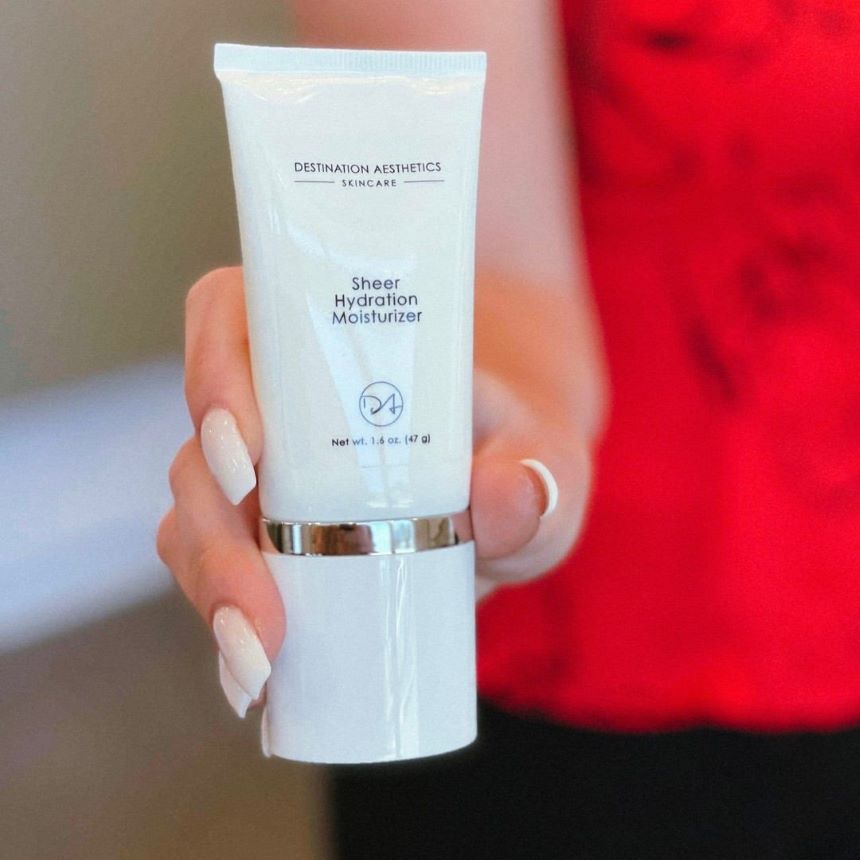 DESTINATION AESTHETICS
SKINCARE
Sheer
Hydration
Moisturizer
DA
Net wt. 1.6 oz. (47 g)